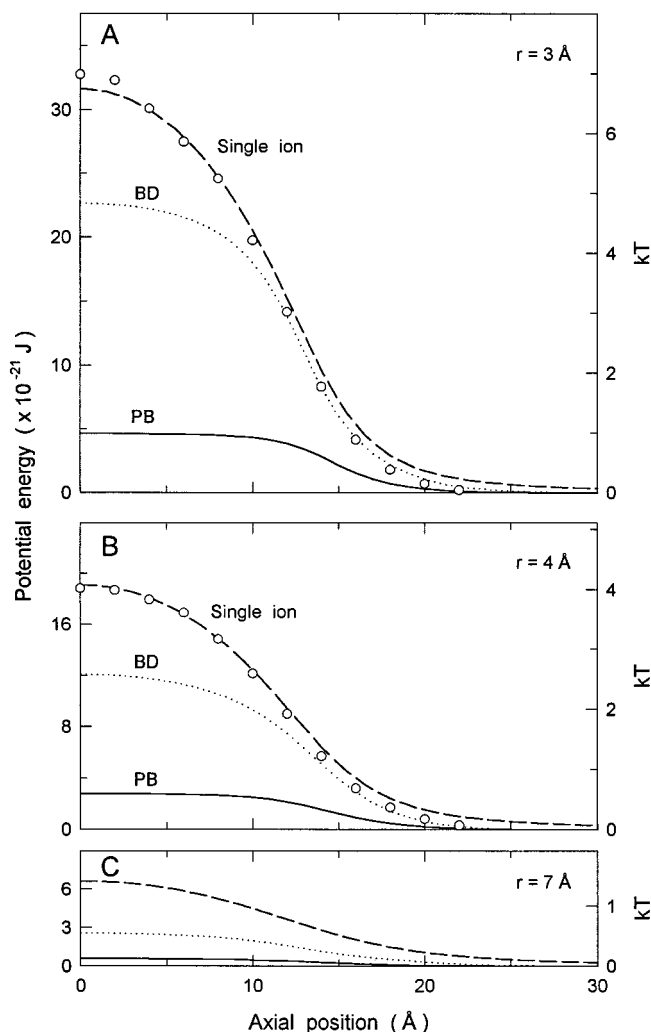 A
r = 3 Å
Single ion
BD
PB
30
20
10
0
6
4
2
0
kT
Potential energy ( x 10⁻²¹ J )
B
r = 4 Å
Single ion
BD
PB
16
8
0
4
2
0
kT
C
r = 7 Å
6
3
0
1
0
kT
0
10
20
30
Axial position ( Å )